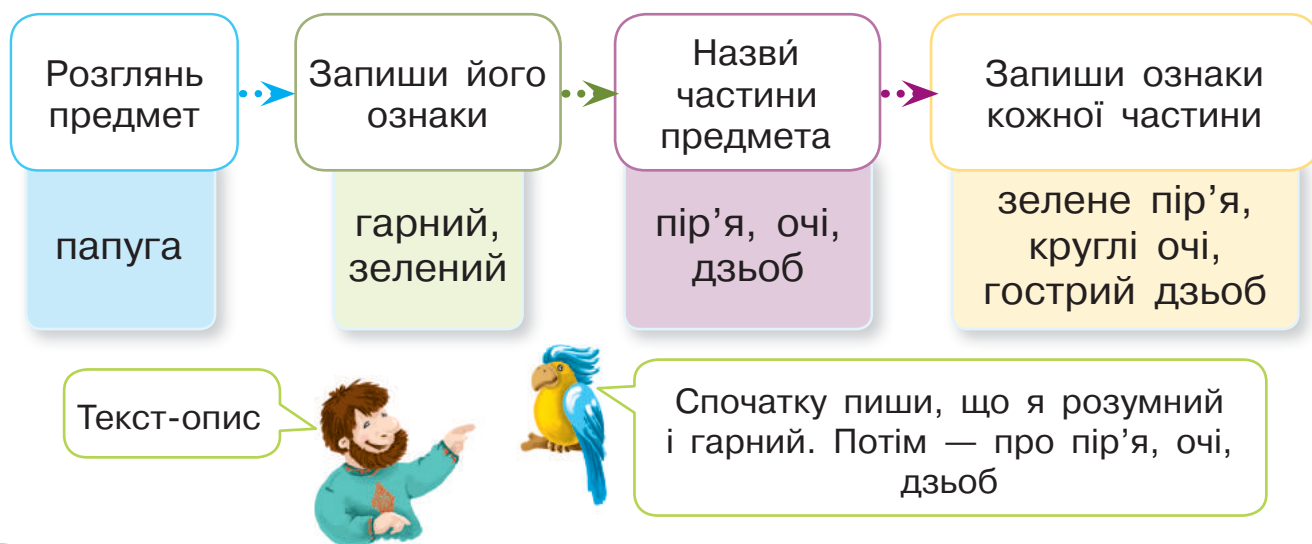 Розглянь
предмет
Запиши його
ознаки
Назви́
частини
предмета
Запиши ознаки
кожної частини
папуга
гарний,
зелений
пір’я, очі,
дзьоб
зелене пір’я,
круглі очі,
гострий дзьоб
Текст-опис
Спочатку пиши, що я розумний
і гарний. Потім — про пір’я, очі,
дзьоб